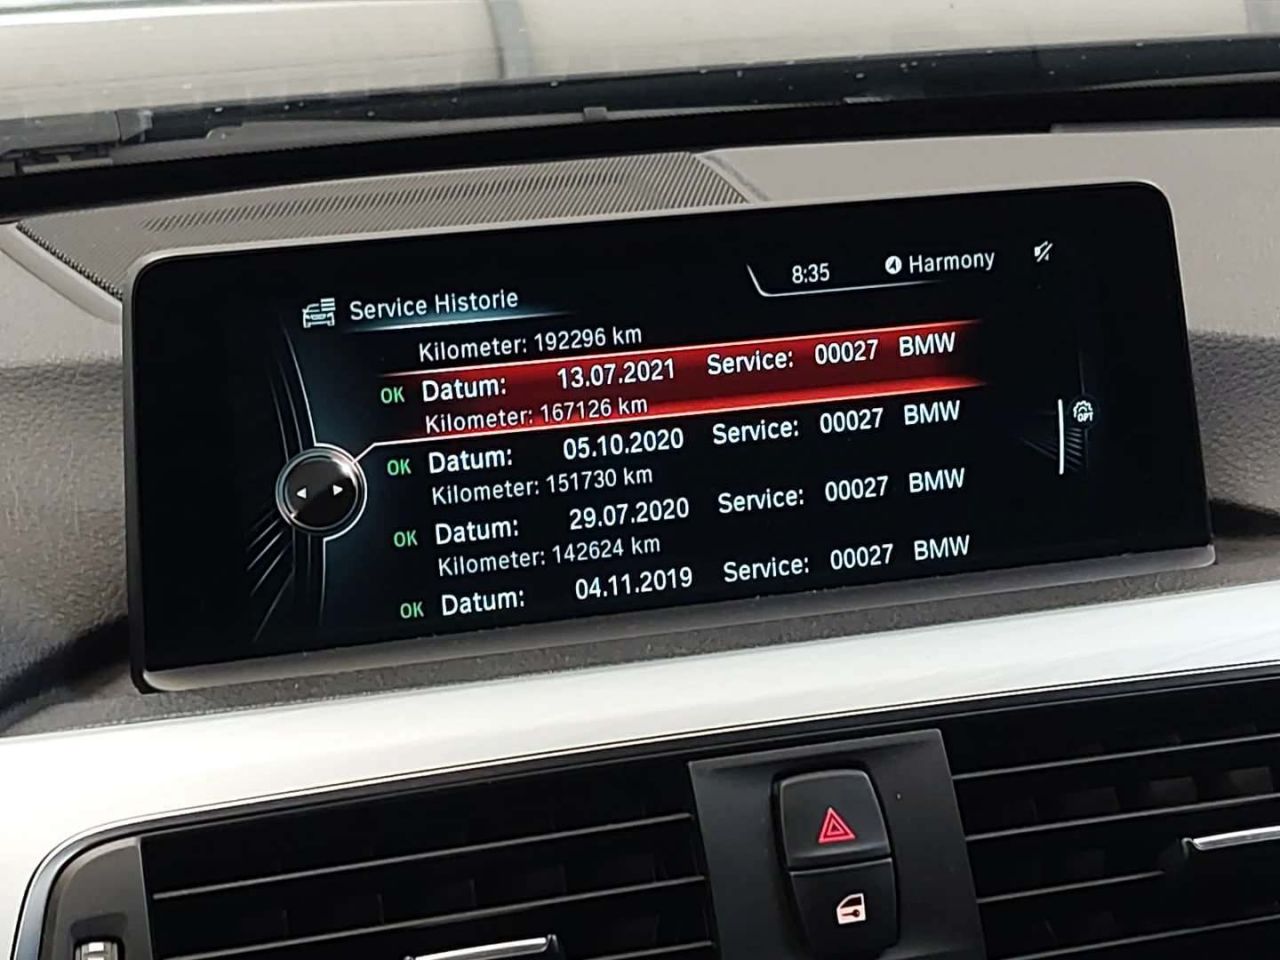 8:35 Harmony
Service Historie
Kilometer: 192296 km
OK Datum: 13.07.2021 Service: 00027 BMW
Kilometer: 167126 km
OK Datum: 05.10.2020 Service: 00027 BMW
Kilometer: 151730 km
OK Datum: 29.07.2020 Service: 00027 BMW
Kilometer: 142624 km
OK Datum: 04.11.2019 Service: 00027 BMW
OPT